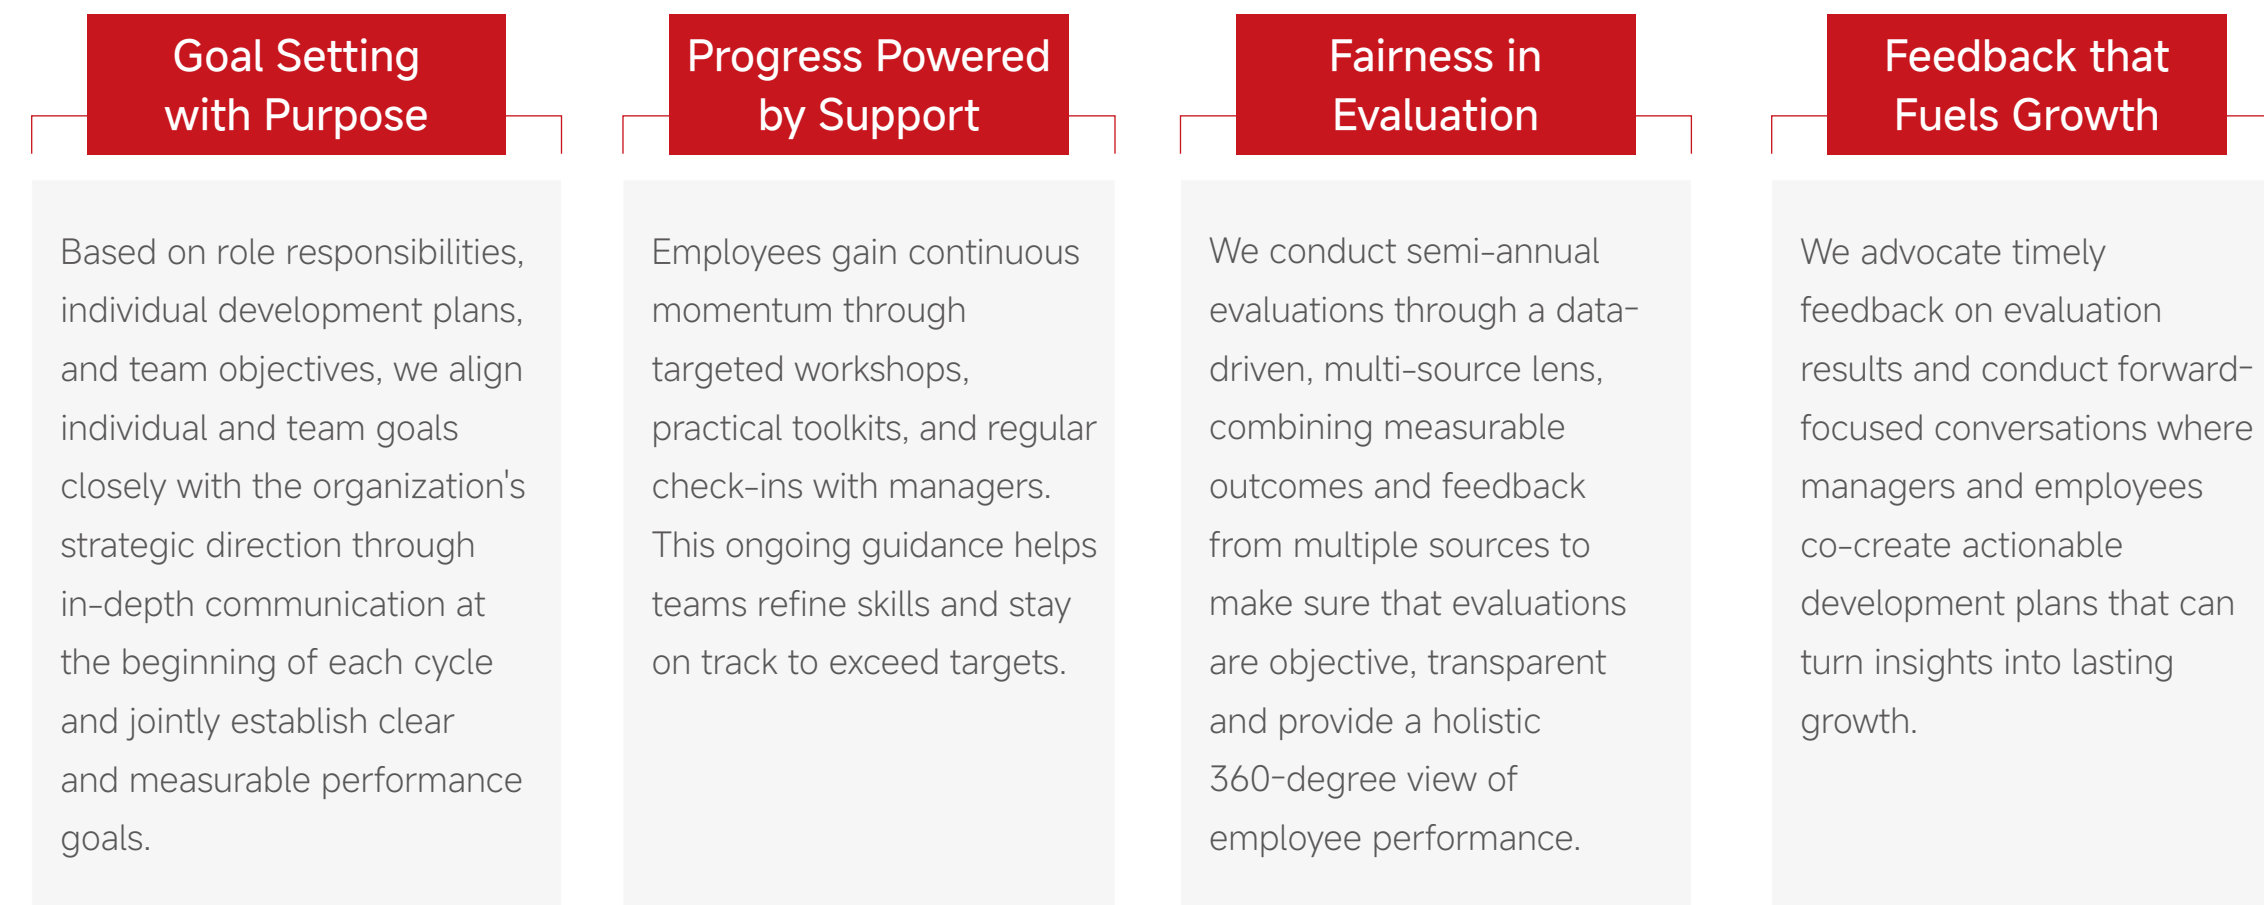 Goal Setting
with Purpose
Based on role responsibilities,
individual development plans,
and team objectives, we align
individual and team goals
closely with the organization's
strategic direction through
in-depth communication at
the beginning of each cycle
and jointly establish clear
and measurable performance
goals.
Progress Powered
by Support
Employees gain continuous
momentum through
targeted workshops,
practical toolkits, and regular
check-ins with managers.
This ongoing guidance helps
teams refine skills and stay
on track to exceed targets.
Fairness in
Evaluation
We conduct semi-annual
evaluations through a data-
driven, multi-source lens,
combining measurable
outcomes and feedback
from multiple sources to
make sure that evaluations
are objective, transparent
and provide a holistic
360-degree view of
employee performance.
Feedback that
Fuels Growth
We advocate timely
feedback on evaluation
results and conduct forward-
focused conversations where
managers and employees
co-create actionable
development plans that can
turn insights into lasting
growth.